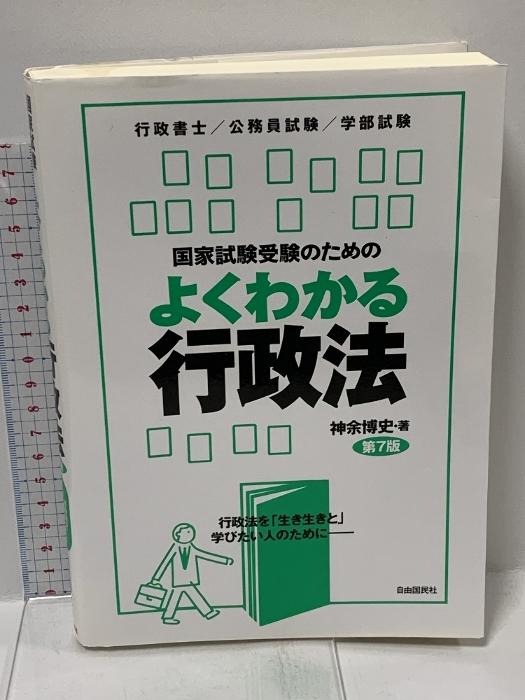 行政書士／公務員試験／学部試験
国家試験受験のための
よくわかる
行政法
神余博史・著
第7版
行政法を「生き生きと」
学びたい人のために――
自由国民社